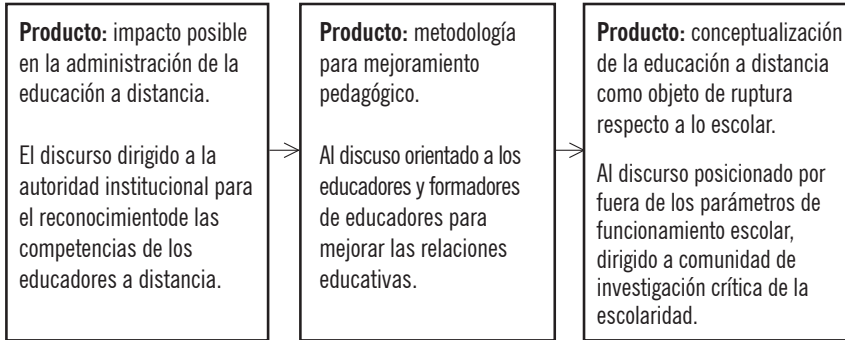 Producto: impacto posible
en la administración de la
educación a distancia.
El discurso dirigido a la
autoridad institucional para
el reconocimientode las
competencias de los
educadores a distancia.
Producto: metodología
para mejoramiento
pedagógico.
Al discuso orientado a los
educadores y formadores
de educadores para
mejorar las relaciones
educativas.
Producto: conceptualización
de la educación a distancia
como objeto de ruptura
respecto a lo escolar.
Al discurso posicionado por
fuera de los parámetros de
funcionamiento escolar,
dirigido a comunidad de
investigación crítica de la
escolaridad.